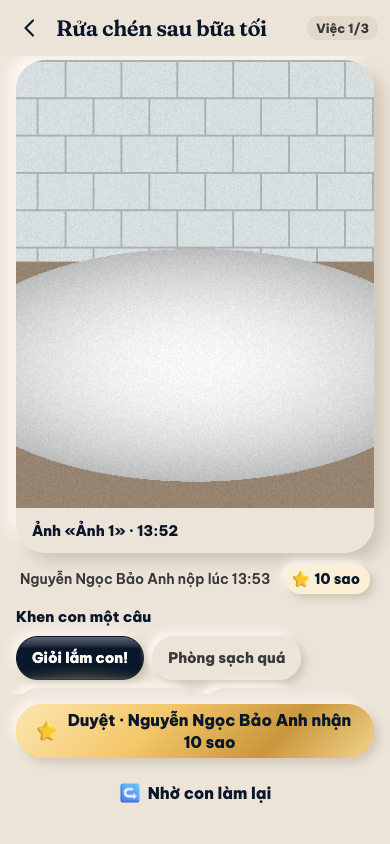 Rửa chén sau bữa tối
Việc 1/3
Ảnh «Ảnh 1» · 13:52
Nguyễn Ngọc Bảo Anh nộp lúc 13:53
10 sao
Khen con một câu
Giỏi lắm con!
Phòng sạch quá
Duyệt · Nguyễn Ngọc Bảo Anh nhận
10 sao
Nhờ con làm lại